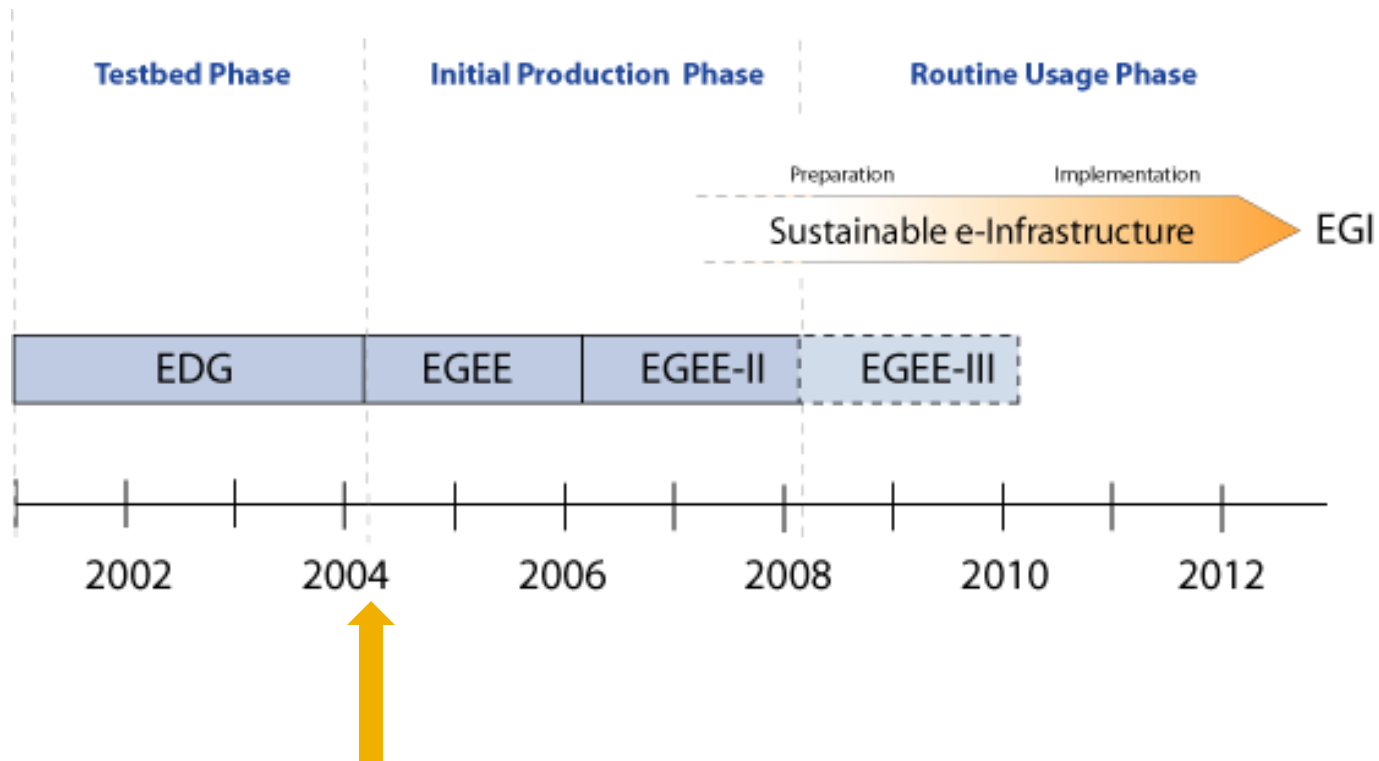 Testbed Phase
Initial Production Phase
Routine Usage Phase
Preparation
Implementation
Sustainable e-Infrastructure
EGI
EDG
EGEE
EGEE-II
EGEE-III
2002
2004
2006
2008
2010
2012